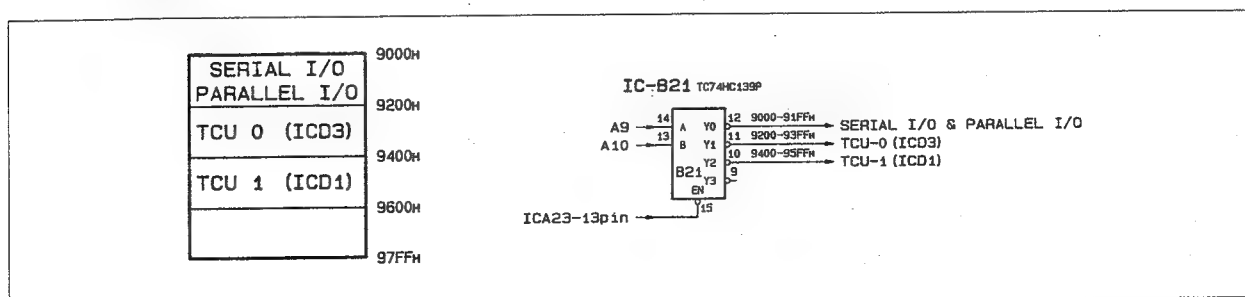 SERIAL I/O
PARALLEL I/O
TCU 0 (ICD3)
TCU 1 (ICD1)
9000H
9200H
9400H
9600H
97FFH
IC-B21 TC74HC139P
A9
14
A
Y0
12
9000-91FFH
SERIAL I/O & PARALLEL I/O
A10
13
B
Y1
11
9200-93FFH
TCU-0 (ICD3)
Y2
10
9400-95FFH
TCU-1 (ICD1)
B21
Y3
9
EN
15
ICA23-13pin